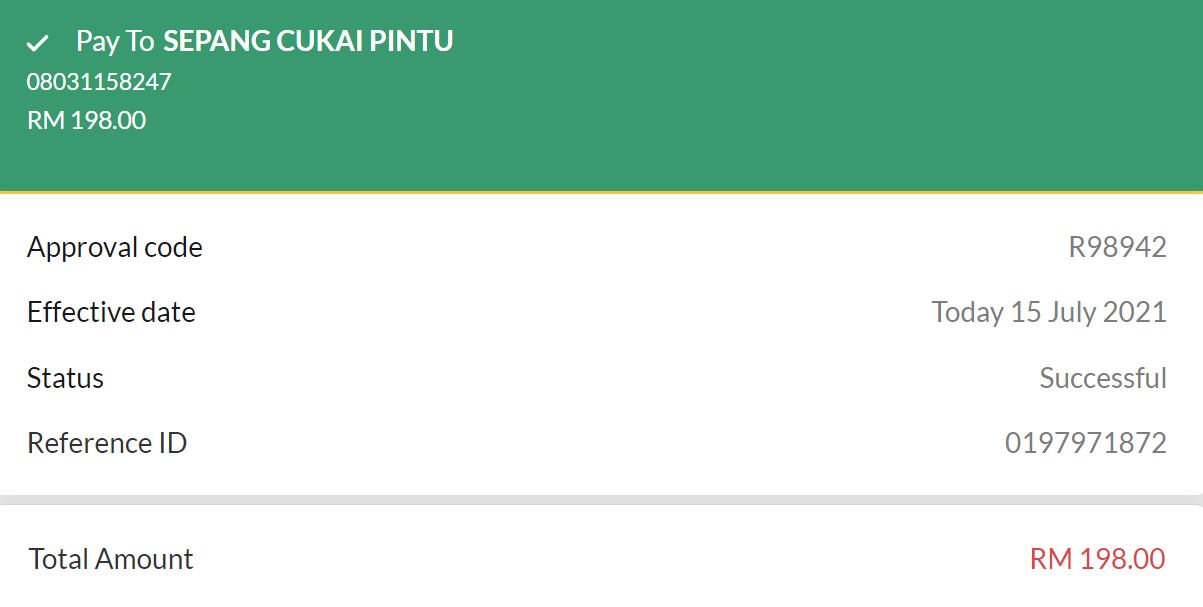 Pay To SEPANG CUKAI PINTU
08031158247
RM 198.00
Approval code R98942
Effective date Today 15 July 2021
Status Successful
Reference ID 0197971872
Total Amount RM 198.00